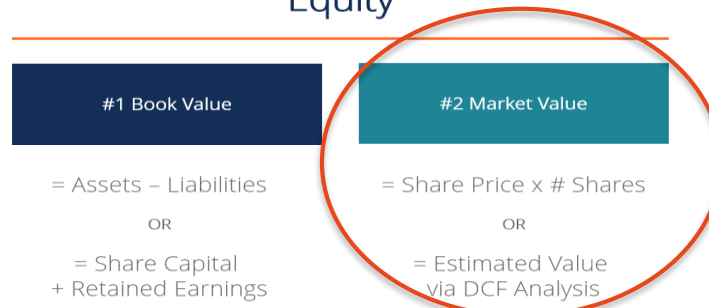 Equity
#1 Book Value
= Assets – Liabilities
OR
= Share Capital
+ Retained Earnings
#2 Market Value
= Share Price x # Shares
OR
= Estimated Value
via DCF Analysis